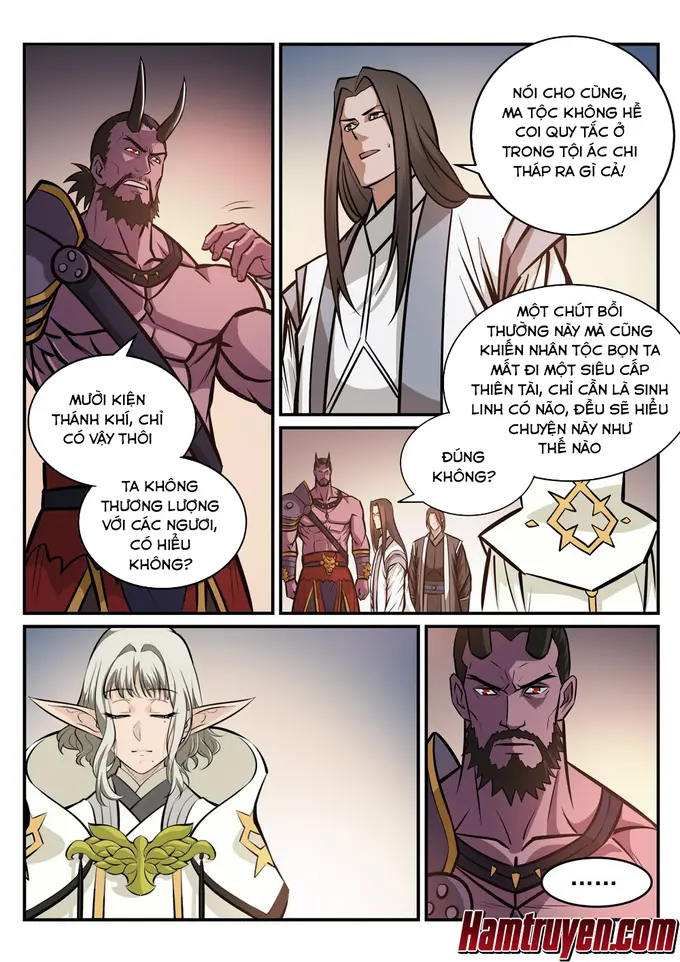 MƯỜI KIỆN
THÁNH KHÍ, CHỈ
CÓ VẬY THÔI
TA KHÔNG
THƯƠNG LƯỢNG
VỚI CÁC NGƯƠI,
CÓ HIỂU
KHÔNG?
NÓI CHO CÙNG,
MA TỘC KHÔNG HỀ
COI QUY TẮC Ở
TRONG TỘI ÁC CHI
THÁP RA GÌ CẢ!
MỘT CHÚT BỒI
THƯỜNG NÀY MÀ CŨNG
KHIẾN NHÂN TỘC BỌN TA
MẤT ĐI MỘT SIÊU CẤP
THIÊN TÀI, CHỈ CẦN LÀ SINH
LINH CÓ NÃO, ĐỀU SẼ HIỂU
CHUYỆN NÀY NHƯ
THẾ NÀO
ĐÚNG
KHÔNG?
......
Hamtruyen.com